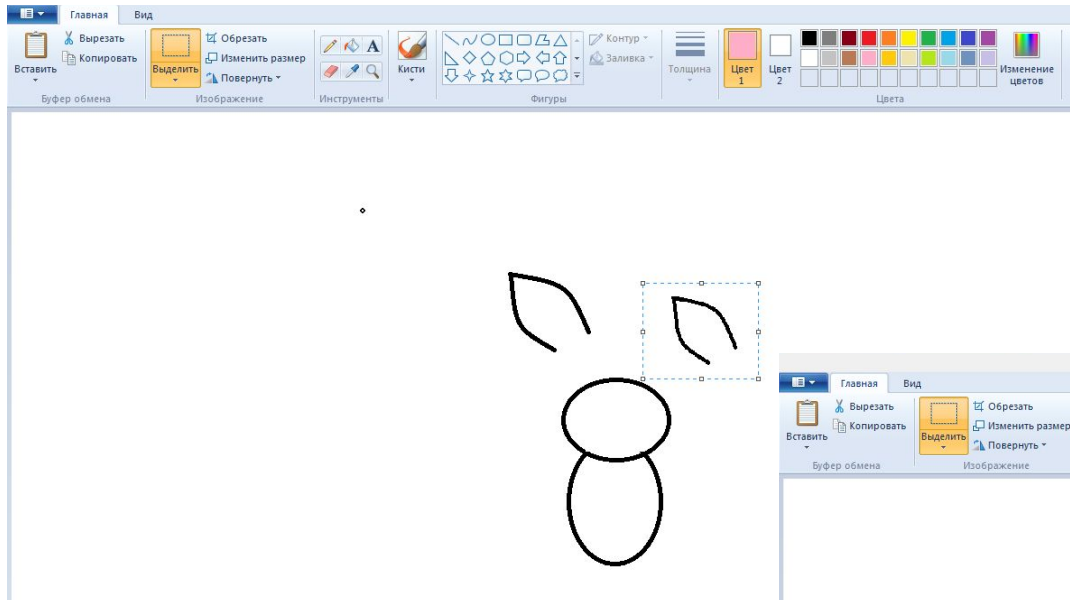 Главная Вид
Вставить
Вырезать
Копировать
Буфер обмена
Выделить
Обрезать
Изменить размер
Повернуть
Изображение
A
Инструменты
Кисти
Контур
Заливка
Фигуры
Толщина
Цвет
1
Цвет
2
Изменение
цветов
Цвета
Главная Вид
Вставить
Вырезать
Копировать
Буфер обмена
Выделить
Обрезать
Изменить размер
Повернуть
Изображение